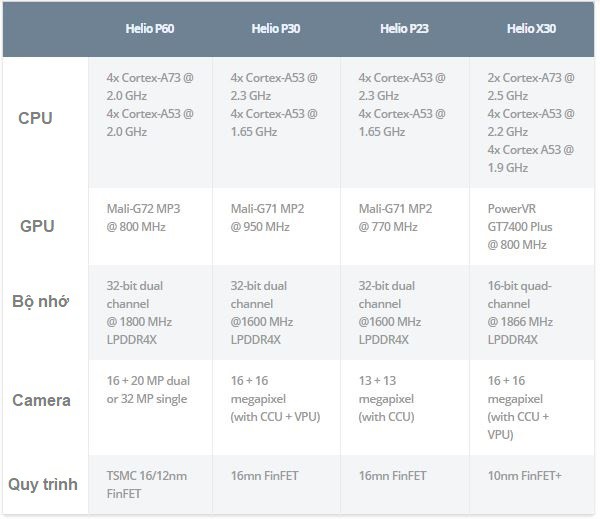 Helio P60 Helio P30 Helio P23 Helio X30
CPU
4x Cortex-A73 @
2.0 GHz
4x Cortex-A53 @
2.0 GHz
4x Cortex-A53 @
2.3 GHz
4x Cortex-A53 @
1.65 GHz
4x Cortex-A53 @
2.3 GHz
4x Cortex-A53 @
1.65 GHz
2x Cortex-A73 @
2.5 GHz
4x Cortex-A53 @
2.2 GHz
4x Cortex A53 @
1.9 GHz
GPU
Mali-G72 MP3
@ 800 MHz
Mali-G71 MP2
@ 950 MHz
Mali-G71 MP2
@ 770 MHz
PowerVR
GT7400 Plus
@ 800 MHz
Bộ nhớ
32-bit dual
channel
@ 1800 MHz
LPDDR4X
32-bit dual
channel
@1600 MHz
LPDDR4X
32-bit dual
channel
@1600 MHz
LPDDR4X
16-bit quad-
channel
@ 1866 MHz
LPDDR4X
Camera
16 + 20 MP dual
or 32 MP single
16 + 16
megapixel
(with CCU + VPU)
13 + 13
megapixel
(with CCU)
16 + 16
megapixel
(with CCU +
VPU)
Quy trình
TSMC 16/12nm
FinFET
16mn FinFET
16mn FinFET
10nm FinFET+